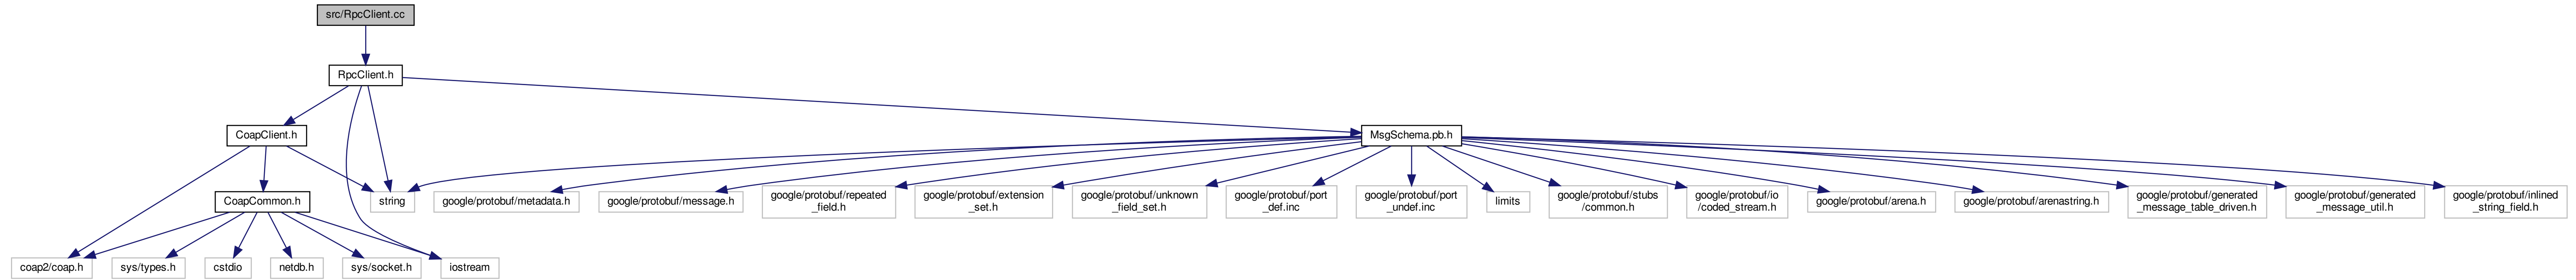 src/RpcClient.cc
RpcClient.h
CoapClient.h
MsgSchema.pb.h
CoapCommon.h
string
google/protobuf/metadata.h
google/protobuf/message.h
google/protobuf/repeated
_field.h
google/protobuf/extension
_set.h
google/protobuf/unknown
_field_set.h
google/protobuf/port
_def.inc
google/protobuf/port
_undef.inc
limits
google/protobuf/stubs
/common.h
google/protobuf/io
/coded_stream.h
google/protobuf/arena.h
google/protobuf/arenastring.h
google/protobuf/generated
_message_table_driven.h
google/protobuf/generated
_message_util.h
google/protobuf/inlined
_string_field.h
coap2/coap.h
sys/types.h
cstdio
netdb.h
sys/socket.h
iostream